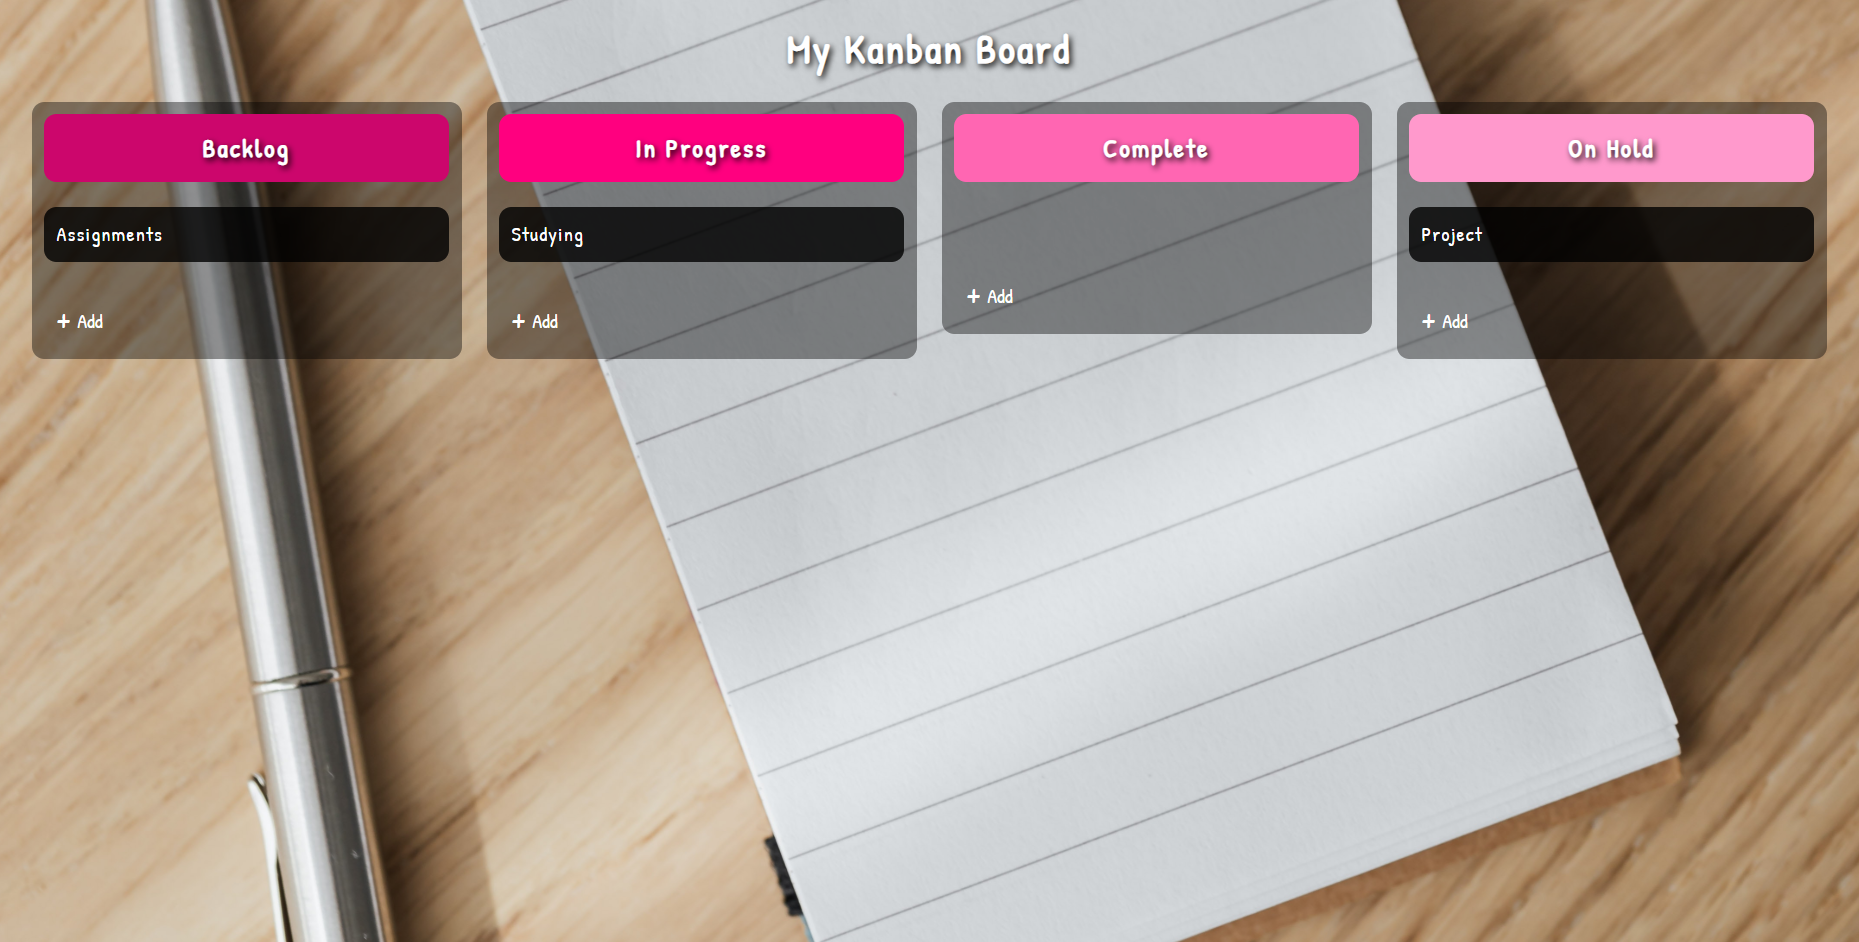 My Kanban Board
Backlog
Assignments
+ Add
In Progress
Studying
+ Add
Complete
+ Add
On Hold
Project
+ Add